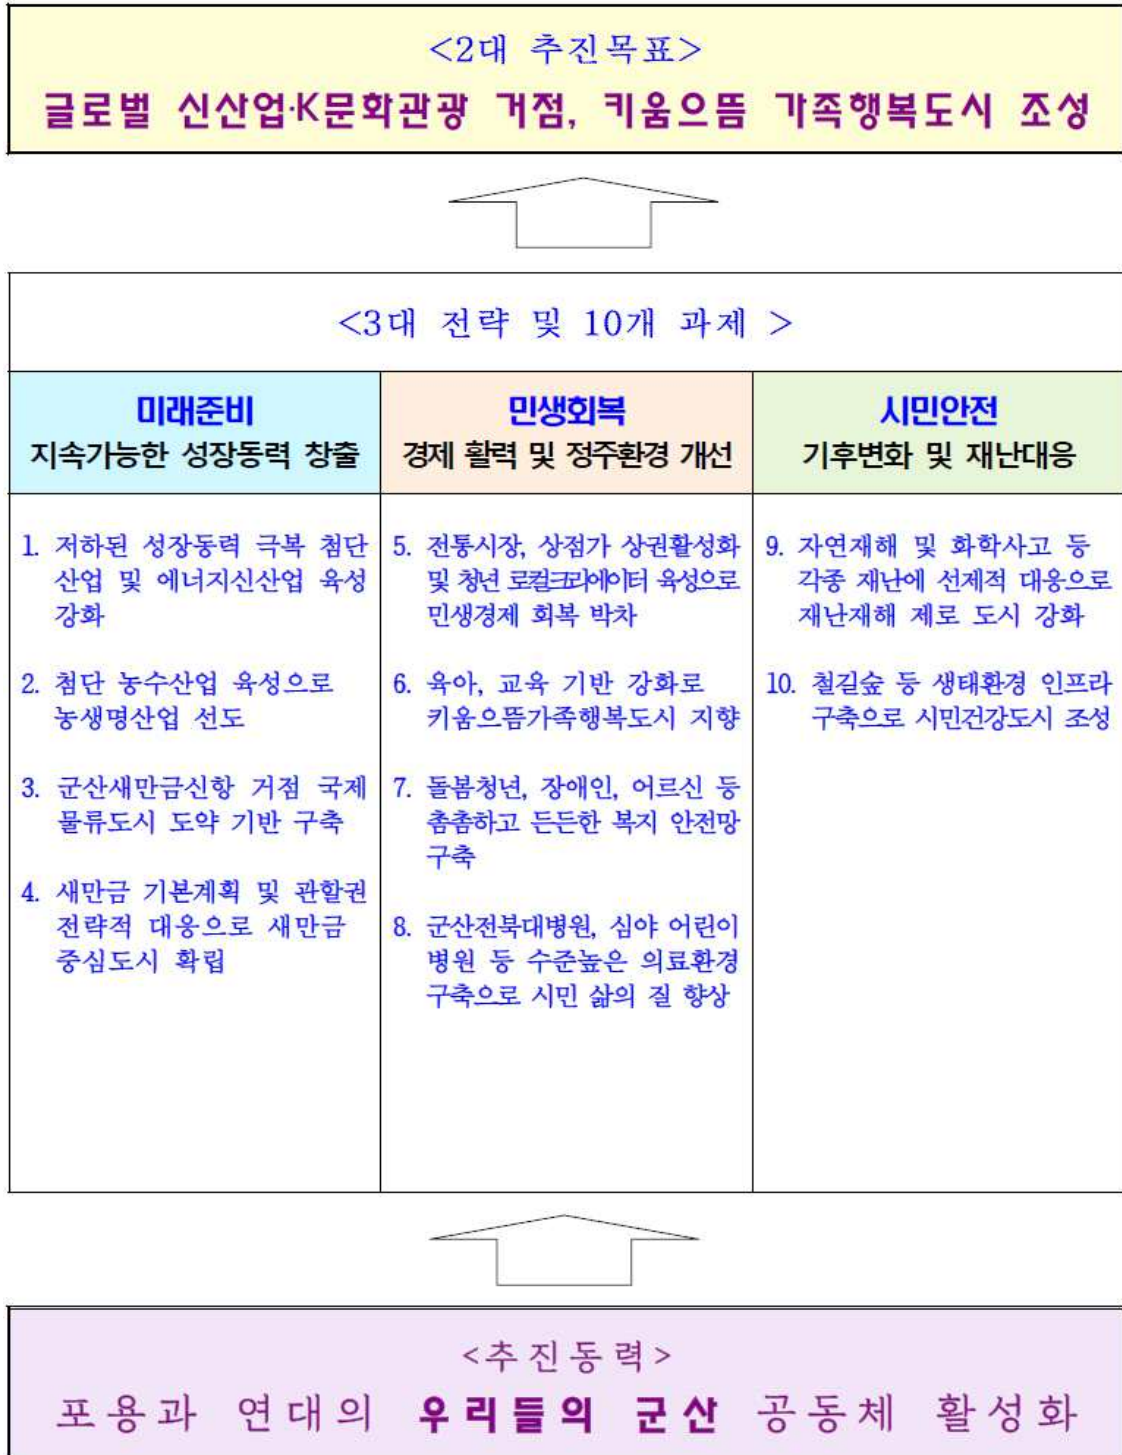 <2대 추진목표>
글로벌 신산업·K문화관광 거점, 키움으뜸 가족행복도시 조성
<3대 전략 및 10개 과제 >
미래준비
지속가능한 성장동력 창출
민생회복
경제 활력 및 정주환경 개선
시민안전
기후변화 및 재난대응
1. 저하된 성장동력 극복 첨단
산업 및 에너지신산업 육성
강화
2. 첨단 농수산업 육성으로
농생명산업 선도
3. 군산새만금신항 거점 국제
물류도시 도약 기반 구축
4. 새만금 기본계획 및 관할권
전략적 대응으로 새만금
중심도시 확립
5. 전통시장, 상점가 상권활성화
및 청년 로컬크리에이터 육성으로
민생경제 회복 박차
6. 육아, 교육 기반 강화로
키움으뜸가족행복도시 지향
7. 돌봄청년, 장애인, 어르신 등
촘촘하고 든든한 복지 안전망
구축
8. 군산전북대병원, 심야 어린이
병원 등 수준높은 의료환경
구축으로 시민 삶의 질 향상
9. 자연재해 및 화학사고 등
각종 재난에 선제적 대응으로
재난재해 제로 도시 강화
10. 철길숲 등 생태환경 인프라
구축으로 시민건강도시 조성
<추진동력>
포용과 연대의 우리들의 군산 공동체 활성화